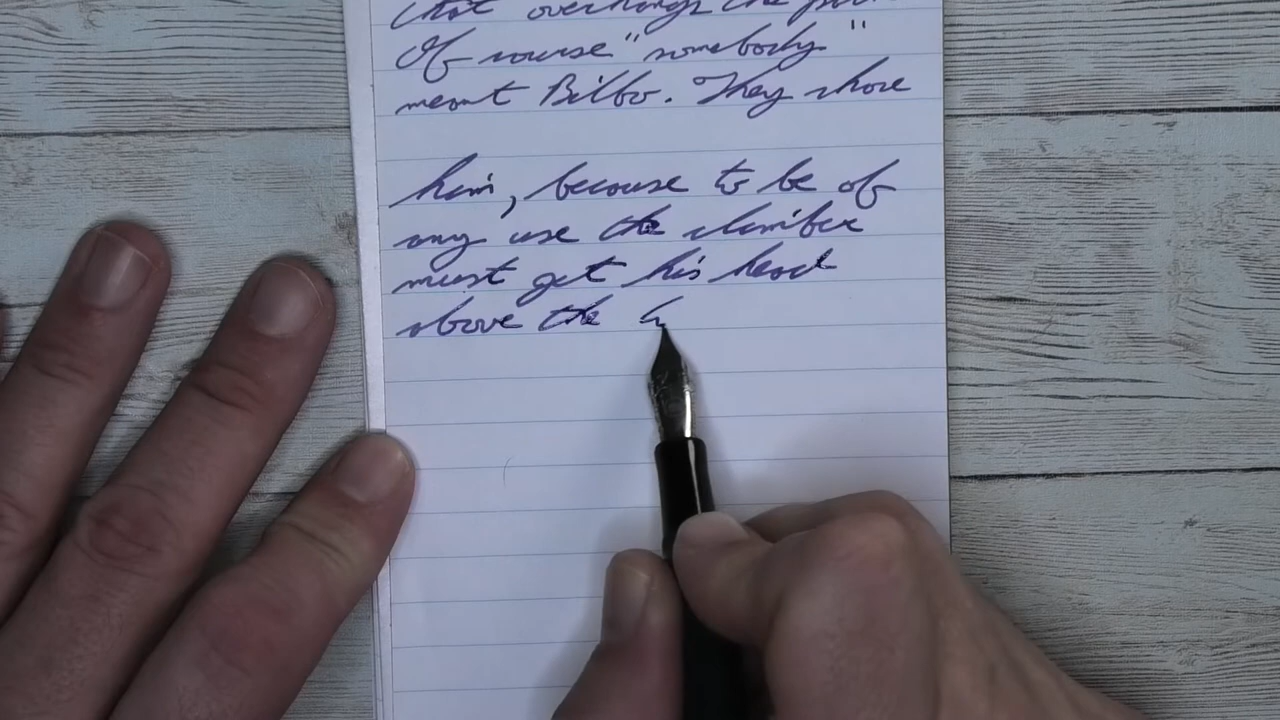 that overhangs the
Of course "somebody"
meant Bilbo. They chose
him, because to be of
any use the climber
must get his head
above the